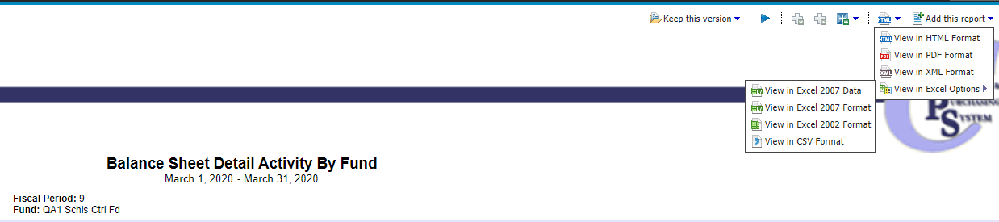 Keep this version
Add this report
View in HTML Format
View in PDF Format
View in XML Format
View in Excel Options
View in Excel 2007 Data
View in Excel 2007 Format
View in Excel 2002 Format
View in CSV Format
PURCHASING
SYSTEM
Balance Sheet Detail Activity By Fund
March 1, 2020 - March 31, 2020
Fiscal Period: 9
Fund: QA1 Schls Ctrl Fd